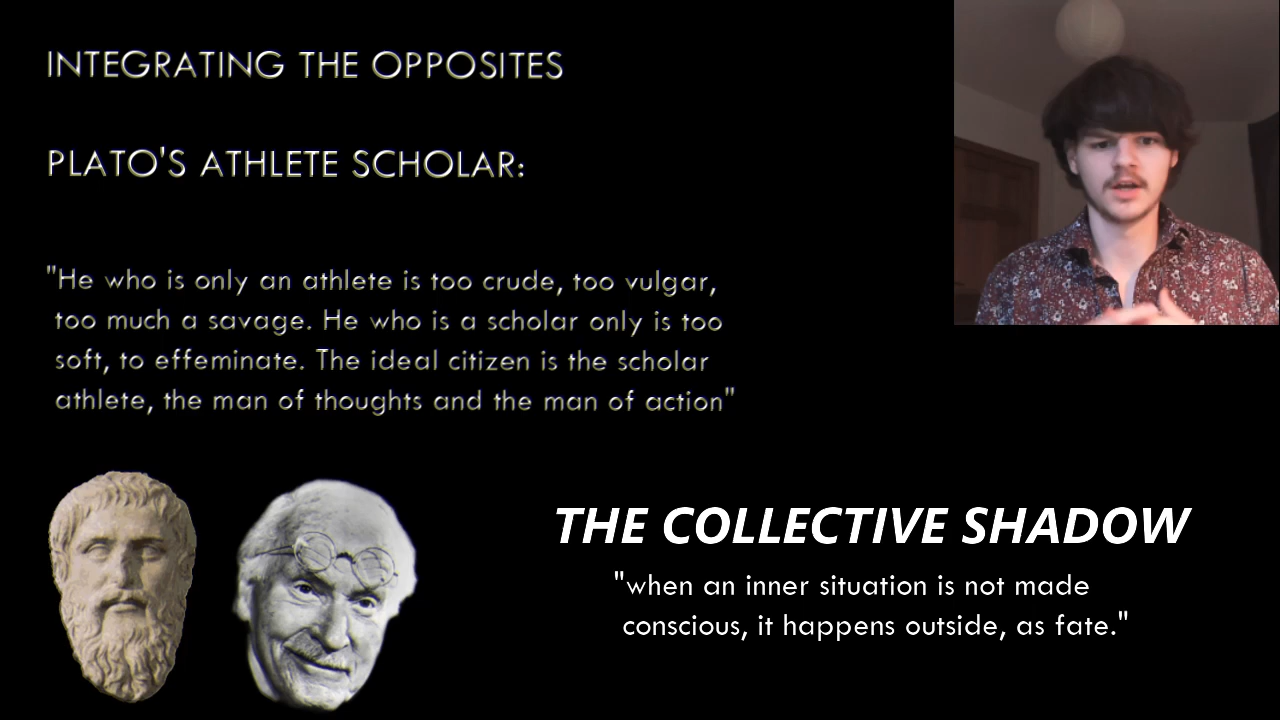 INTEGRATING THE OPPOSITES
PLATO'S ATHLETE SCHOLAR:
"He who is only an athlete is too crude, too vulgar,
too much a savage. He who is a scholar only is too
soft, to effeminate. The ideal citizen is the scholar
athlete, the man of thoughts and the man of action"
THE COLLECTIVE SHADOW
"when an inner situation is not made
conscious, it happens outside, as fate."